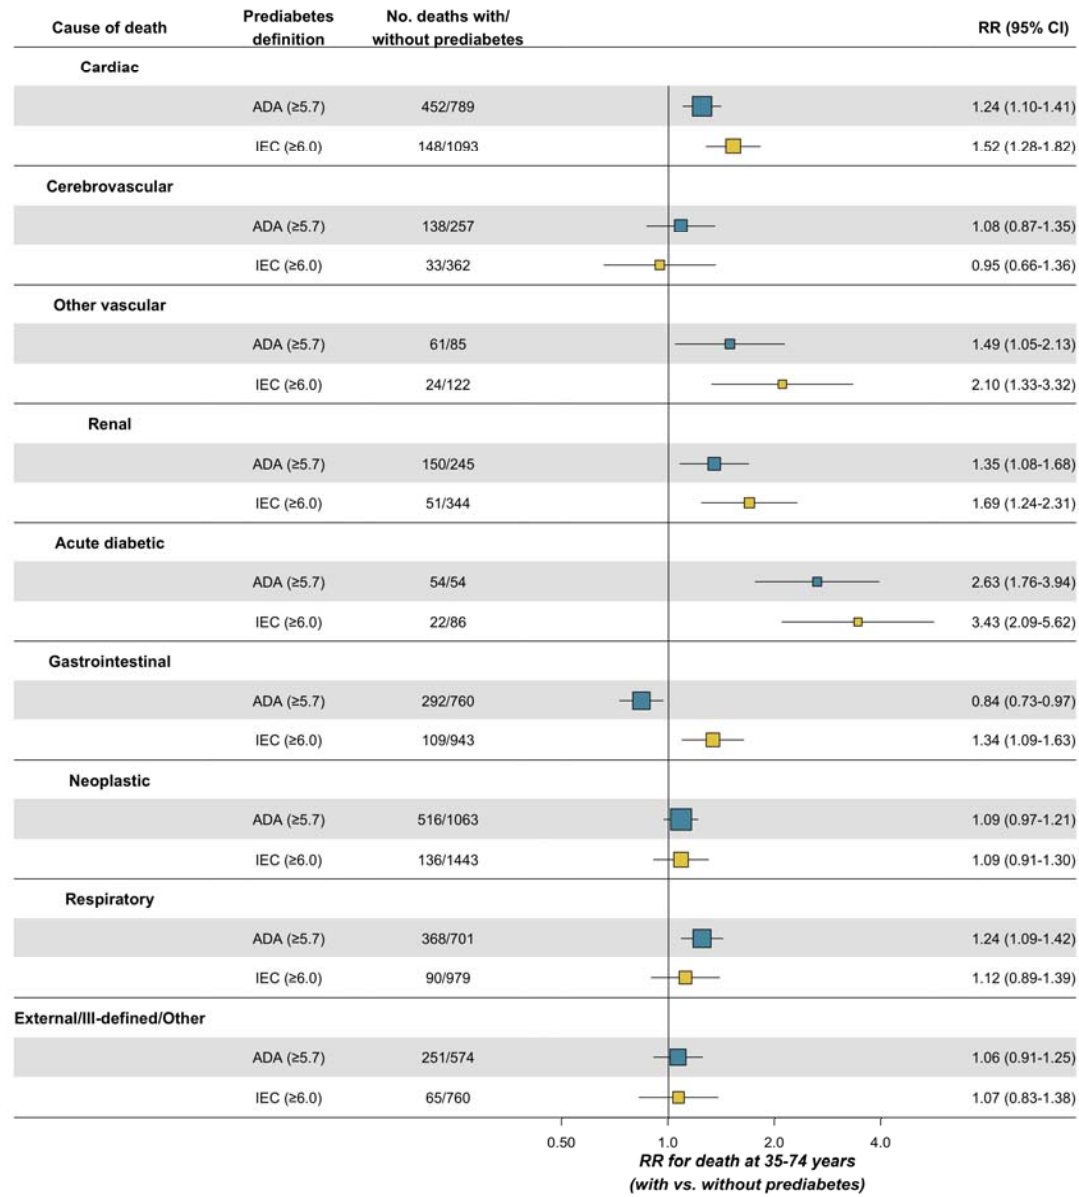 Cause of death Prediabetes definition No. deaths with/ without prediabetes RR (95% CI)
Cardiac
ADA (≥5.7) 452/789 1.24 (1.10-1.41)
IEC (≥6.0) 148/1093 1.52 (1.28-1.82)
Cerebrovascular
ADA (≥5.7) 138/257 1.08 (0.87-1.35)
IEC (≥6.0) 33/362 0.95 (0.66-1.36)
Other vascular
ADA (≥5.7) 61/85 1.49 (1.05-2.13)
IEC (≥6.0) 24/122 2.10 (1.33-3.32)
Renal
ADA (≥5.7) 150/245 1.35 (1.08-1.68)
IEC (≥6.0) 51/344 1.69 (1.24-2.31)
Acute diabetic
ADA (≥5.7) 54/54 2.63 (1.76-3.94)
IEC (≥6.0) 22/86 3.43 (2.09-5.62)
Gastrointestinal
ADA (≥5.7) 292/760 0.84 (0.73-0.97)
IEC (≥6.0) 109/943 1.34 (1.09-1.63)
Neoplastic
ADA (≥5.7) 516/1063 1.09 (0.97-1.21)
IEC (≥6.0) 136/1443 1.09 (0.91-1.30)
Respiratory
ADA (≥5.7) 368/701 1.24 (1.09-1.42)
IEC (≥6.0) 90/979 1.12 (0.89-1.39)
External/Ill-defined/Other
ADA (≥5.7) 251/574 1.06 (0.91-1.25)
IEC (≥6.0) 65/760 1.07 (0.83-1.38)
0.50 1.0 2.0 4.0
RR for death at 35-74 years
(with vs. without prediabetes)